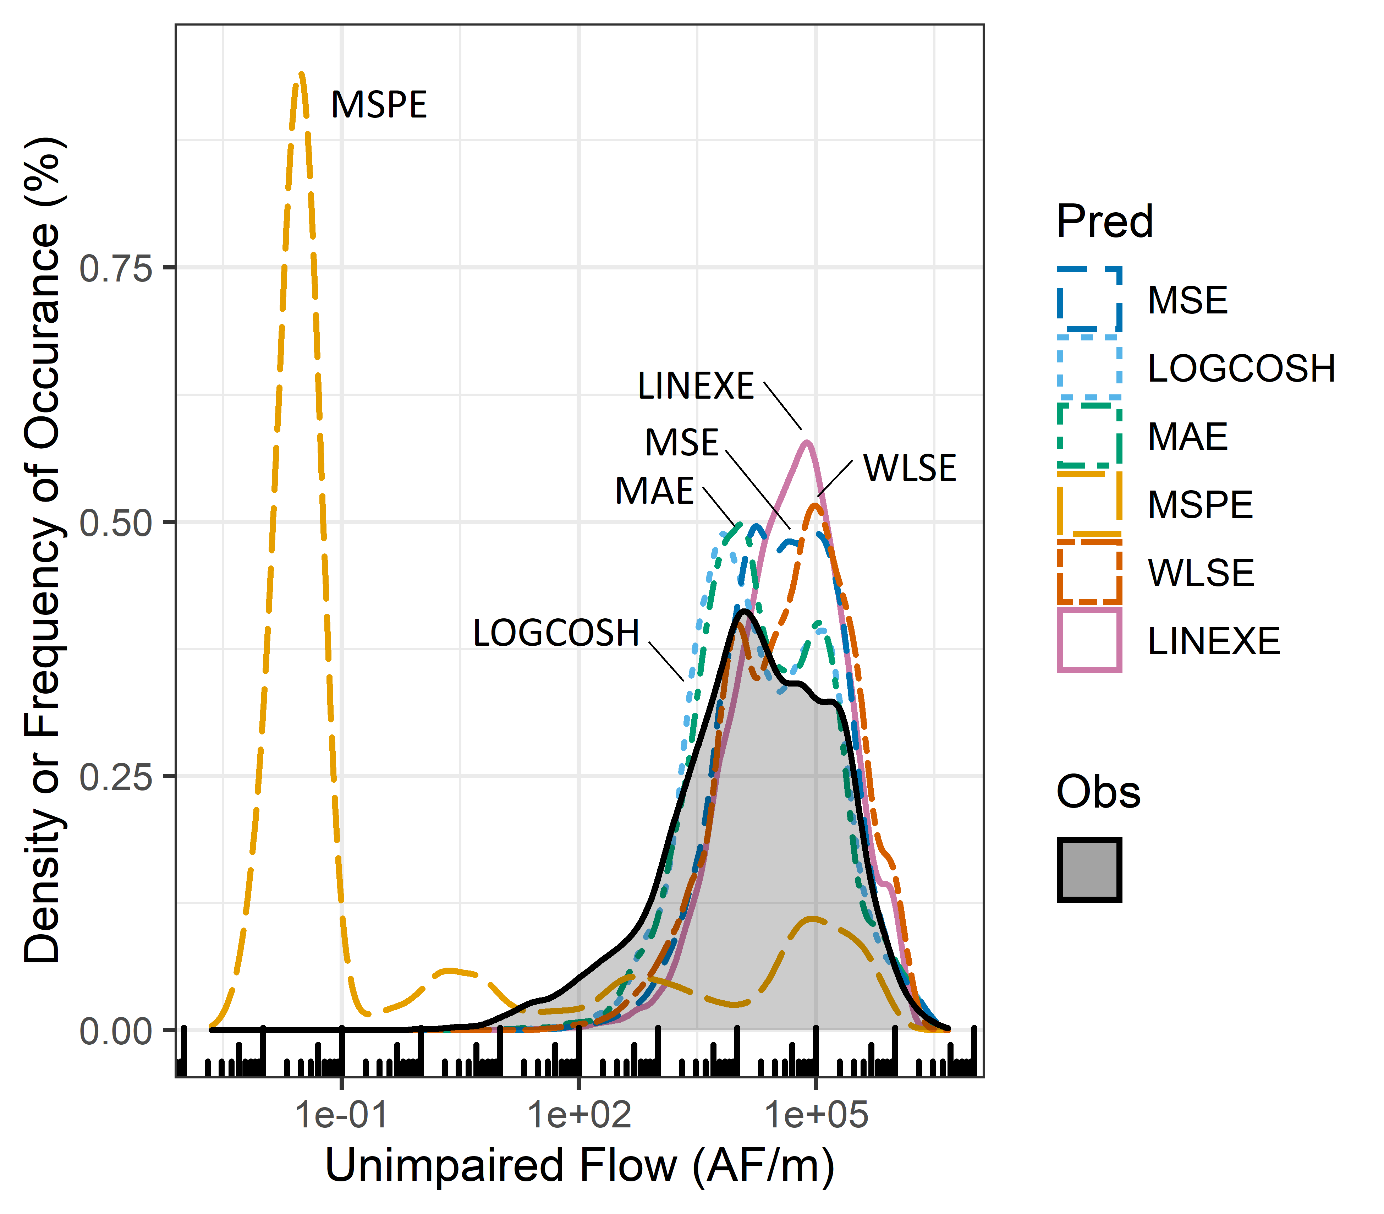 Density or Frequency of Occurance (%)
0.75
0.50
0.25
0.00
MSPE
LINEXE
MSE
WLSE
MAE
LOGCOSH
1e-01 1e+02 1e+05
Unimpaired Flow (AF/m)
Pred
MSE
LOGCOSH
MAE
MSPE
WLSE
LINEXE
Obs